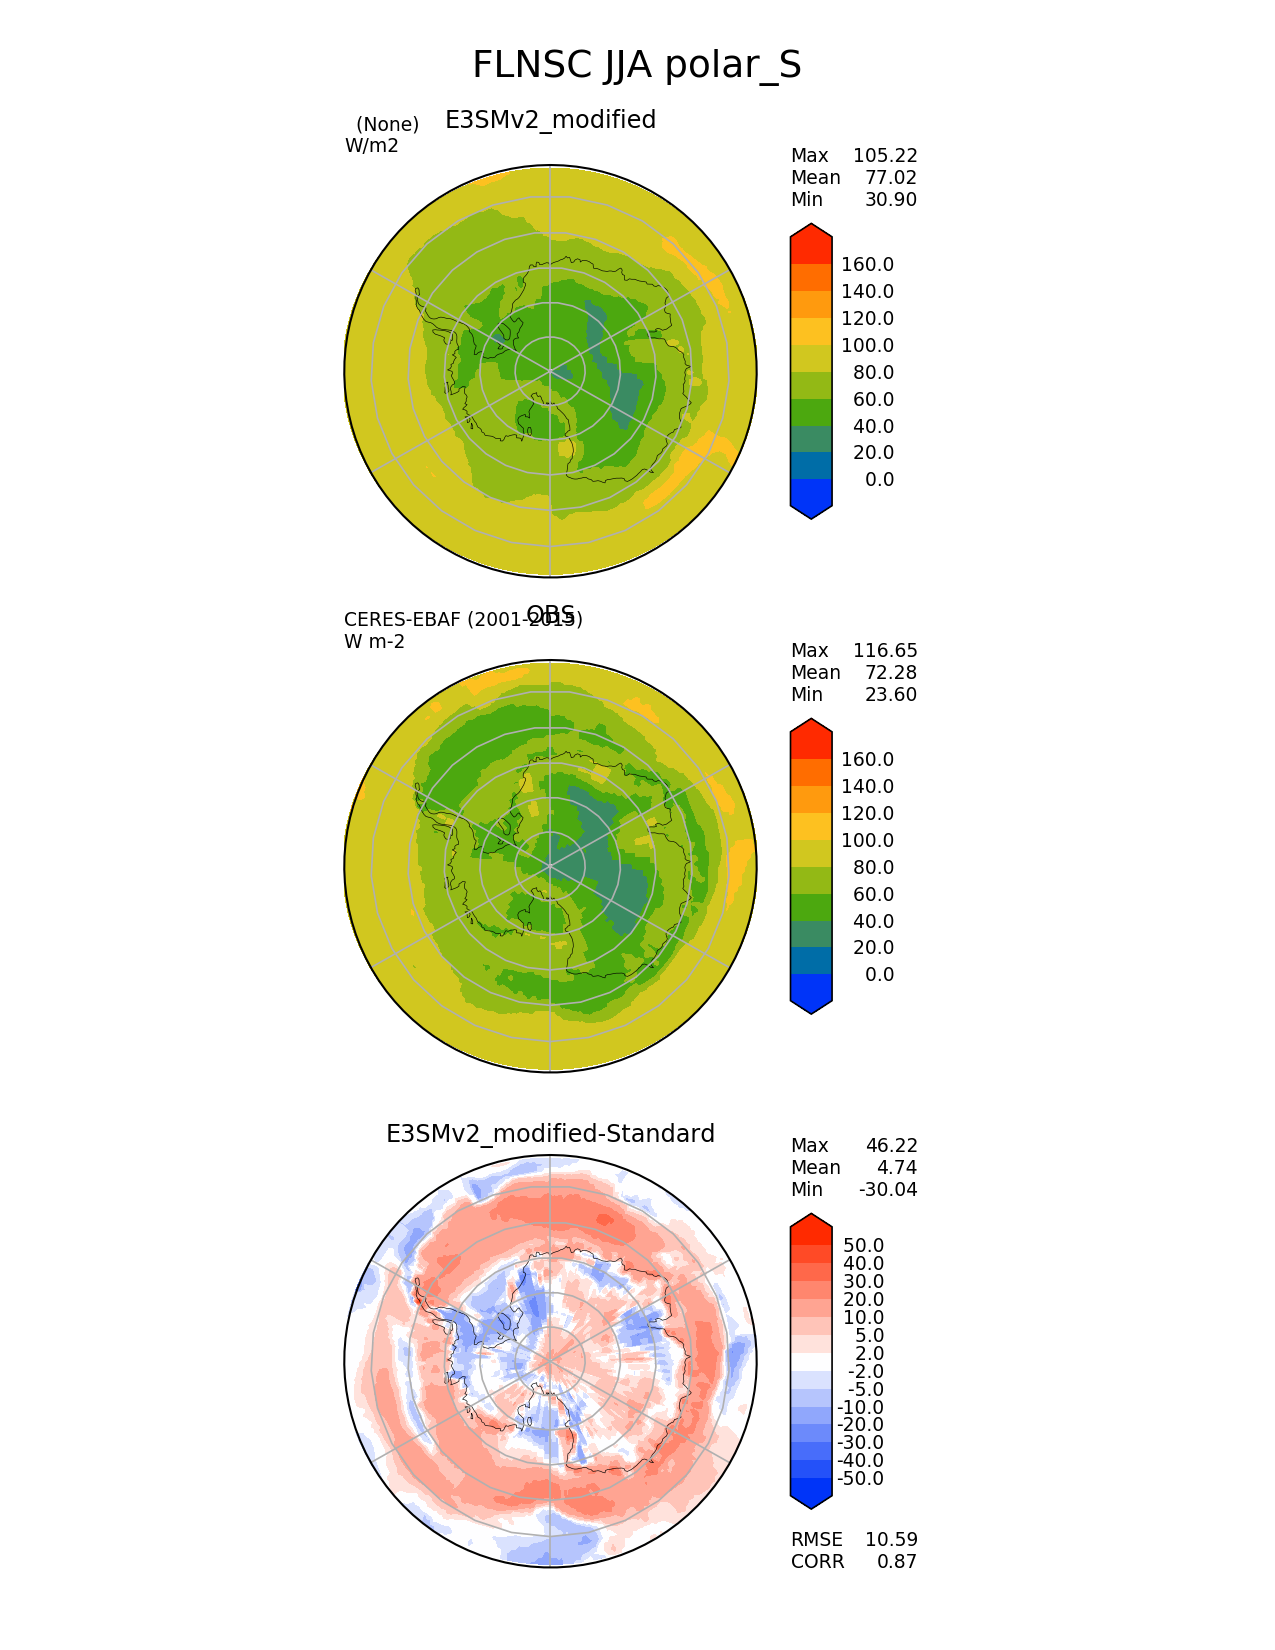 FLNSC JJA polar_S
(None)
E3SMv2_modified
W/m2
Max 105.22
Mean 77.02
Min 30.90
160.0
140.0
120.0
100.0
80.0
60.0
40.0
20.0
0.0
OBS
CERES-EBAF (2001-2015)
W m-2
Max 116.65
Mean 72.28
Min 23.60
160.0
140.0
120.0
100.0
80.0
60.0
40.0
20.0
0.0
E3SMv2_modified-Standard
Max 46.22
Mean 4.74
Min -30.04
50.0
40.0
30.0
20.0
10.0
5.0
2.0
-2.0
-5.0
-10.0
-20.0
-30.0
-40.0
-50.0
RMSE 10.59
CORR 0.87